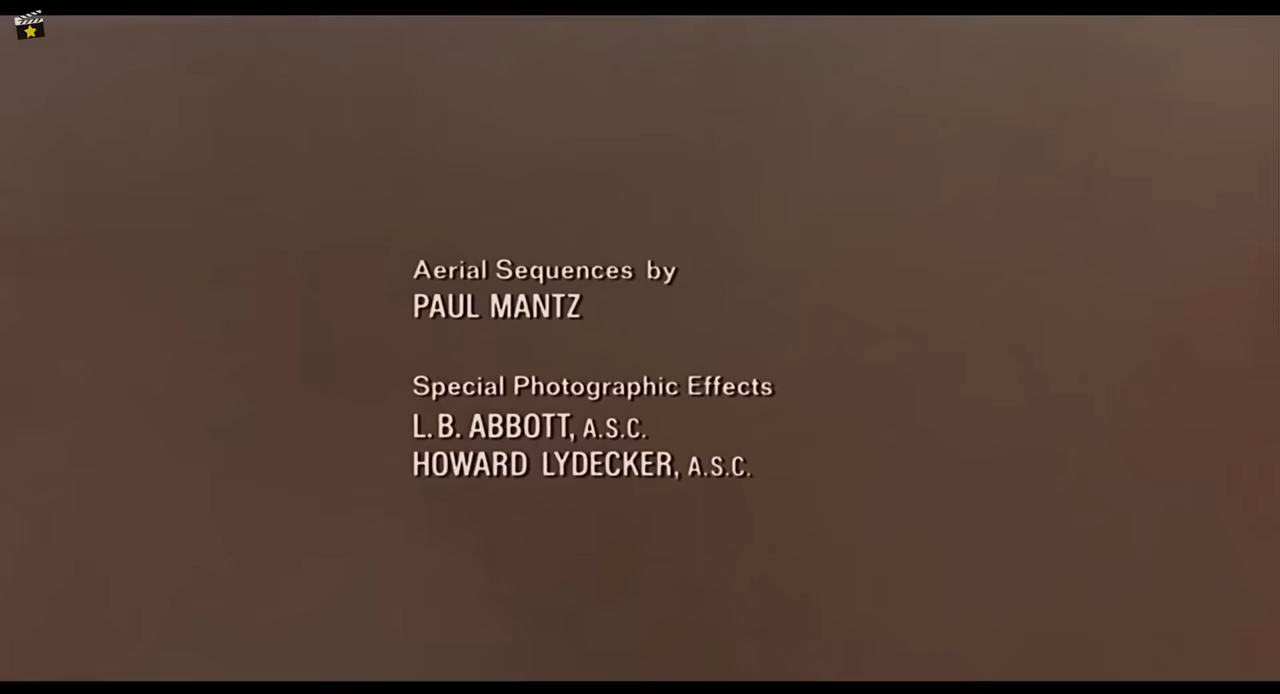 Aerial Sequences by
PAUL MANTZ
Special Photographic Effects
L.B. ABBOTT, A.S.C.
HOWARD LYDECKER, A.S.C.